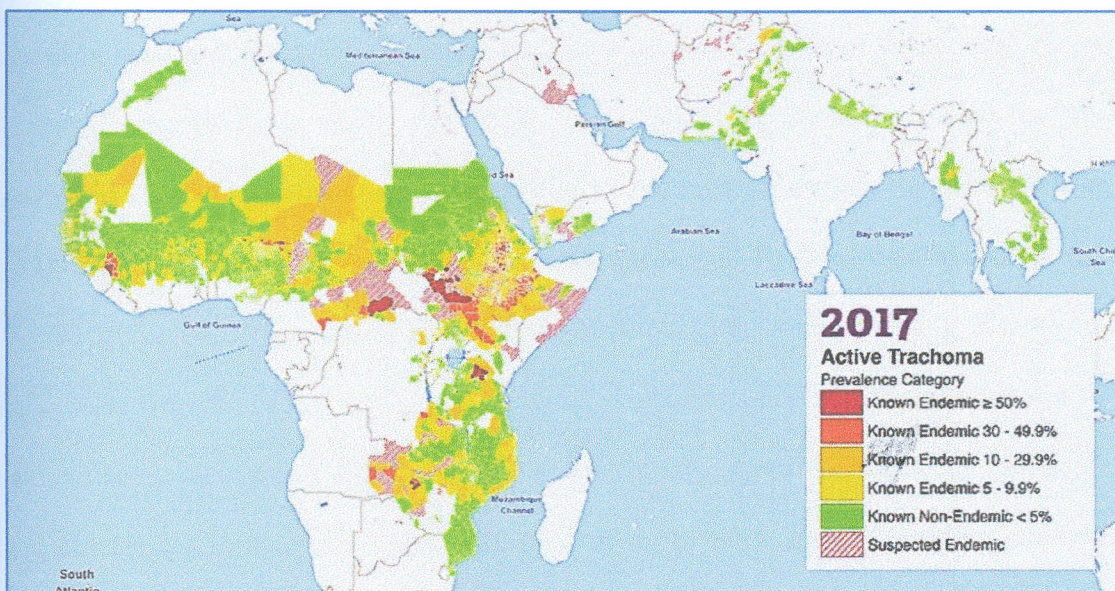 Sea
Mediterranean Sea
Persian Gulf
d Sea
Arabian Sea
Bay of Bengal
South Chi
Sea
Laccadive Sea
Gulf of Guinea
Mozambique
Channel
South
Atlantic
2017
Active Trachoma
Prevalence Category
Known Endemic ≥ 50%
Known Endemic 30 - 49.9%
Known Endemic 10 - 29.9%
Known Endemic 5 - 9.9%
Known Non-Endemic < 5%
Suspected Endemic